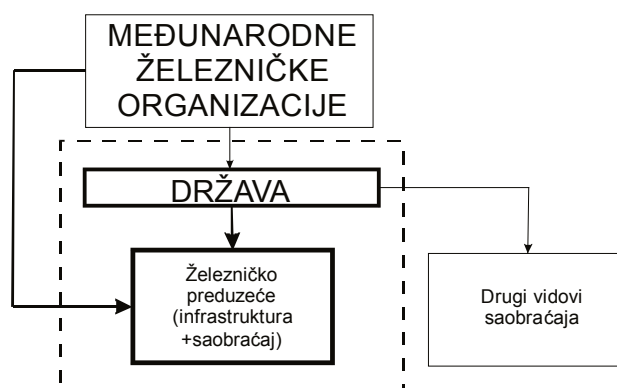 MEĐUNARODNE
ŽELEZNIČKE
ORGANIZACIJE
DRŽAVA
Železničko
preduzeće
(infrastruktura
+saobraćaj)
Drugi vidovi
saobraćaja